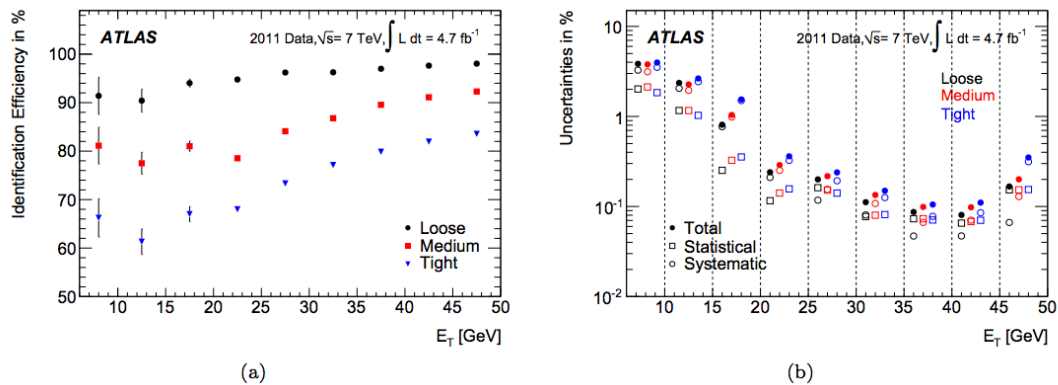 Identification Efficiency in %
100
90
80
70
60
50
ATLAS
2011 Data,√s= 7 TeV,∫ L dt = 4.7 fb⁻¹
Loose
Medium
Tight
10 15 20 25 30 35 40 45 50
E_T [GeV]
(a)
Uncertainties in %
10
1
10⁻¹
10⁻²
ATLAS
2011 Data,√s= 7 TeV,∫ L dt = 4.7 fb⁻¹
Loose
Medium
Tight
Total
Statistical
Systematic
10 15 20 25 30 35 40 45 50
E_T [GeV]
(b)